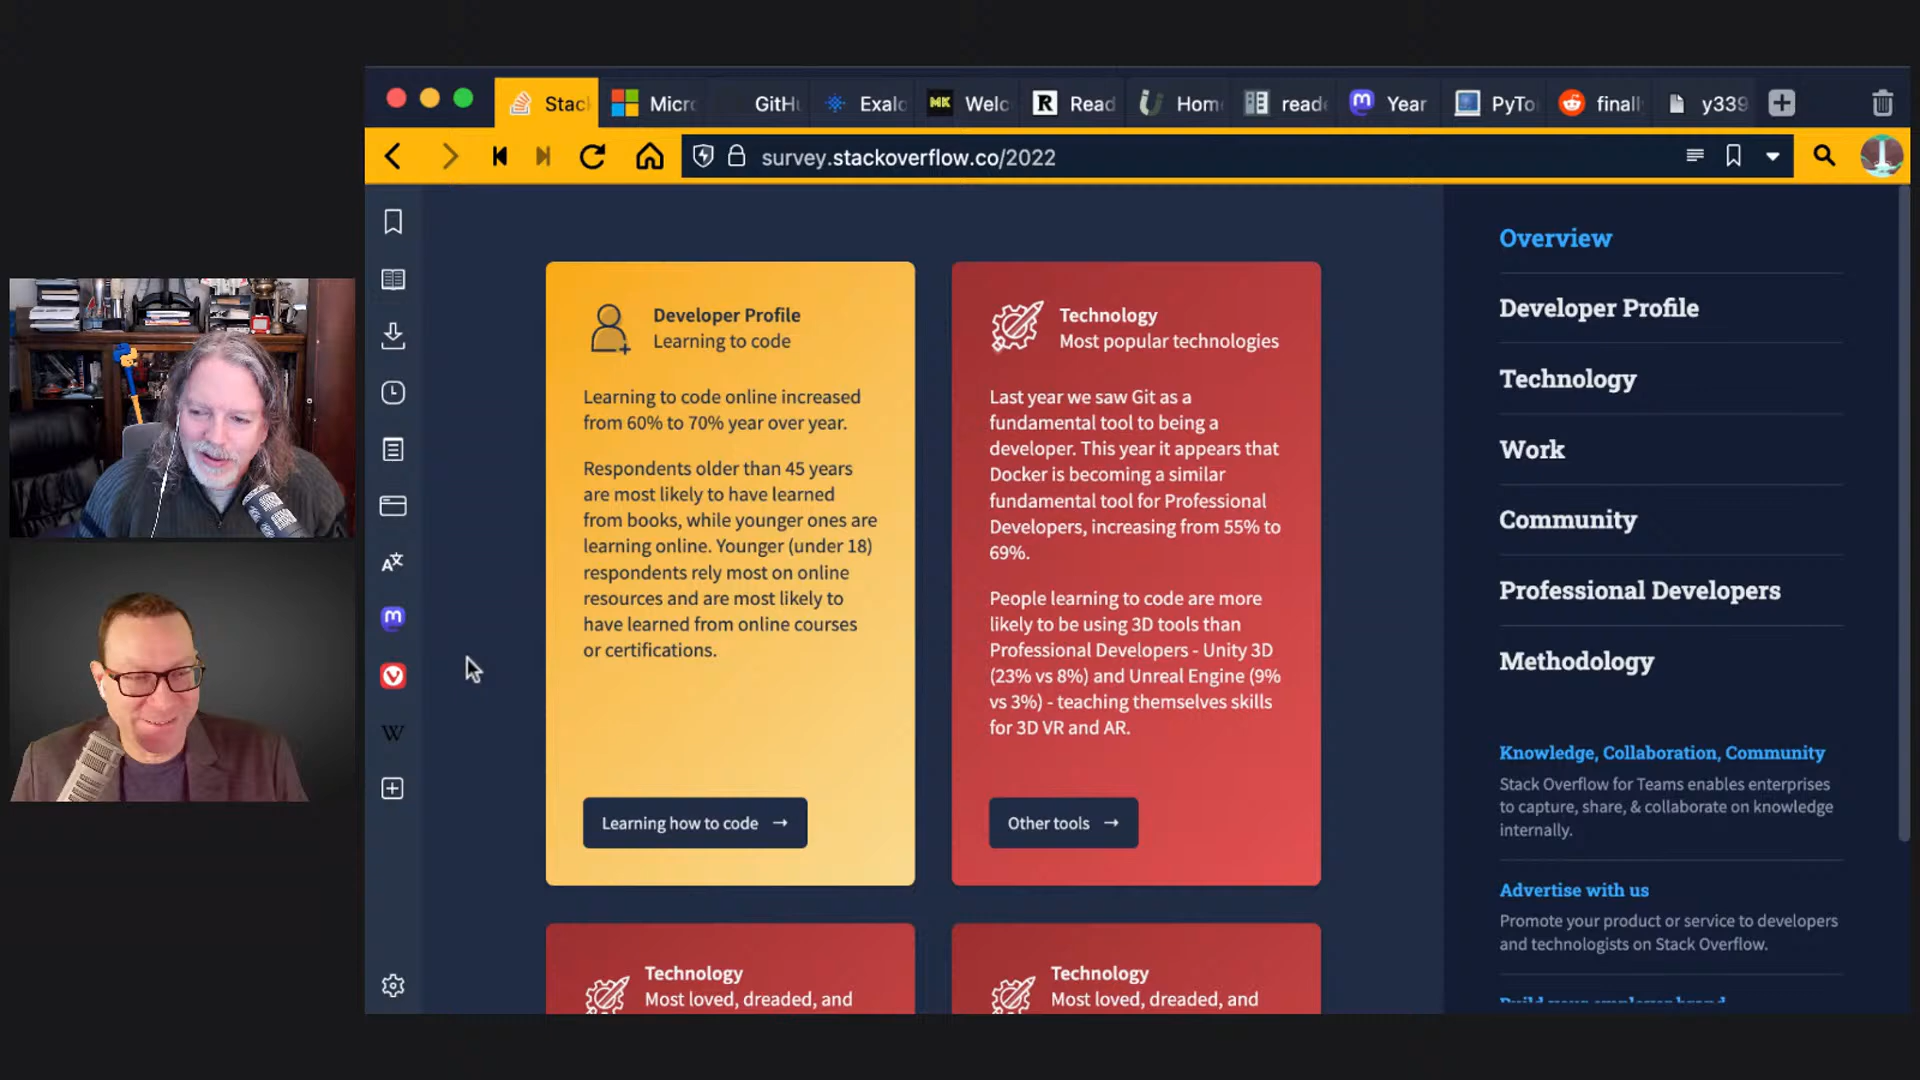 Stac
Micro
GitHu
Exalo
MK
Welc
R
Read
Hom
reade
Year
PyTo
finall
y339
survey.stackoverflow.co/2022
W
Developer Profile
Learning to code
Learning to code online increased
from 60% to 70% year over year.
Respondents older than 45 years
are most likely to have learned
from books, while younger ones are
learning online. Younger (under 18)
respondents rely most on online
resources and are most likely to
have learned from online courses
or certifications.
Learning how to code →
Technology
Most popular technologies
Last year we saw Git as a
fundamental tool to being a
developer. This year it appears that
Docker is becoming a similar
fundamental tool for Professional
Developers, increasing from 55% to
69%.
People learning to code are more
likely to be using 3D tools than
Professional Developers - Unity 3D
(23% vs 8%) and Unreal Engine (9%
vs 3%) - teaching themselves skills
for 3D VR and AR.
Other tools →
Technology
Most loved, dreaded, and
Technology
Most loved, dreaded, and
Overview
Developer Profile
Technology
Work
Community
Professional Developers
Methodology
Knowledge, Collaboration, Community
Stack Overflow for Teams enables enterprises
to capture, share, & collaborate on knowledge
internally.
Advertise with us
Promote your product or service to developers
and technologists on Stack Overflow.
Build your employer brand